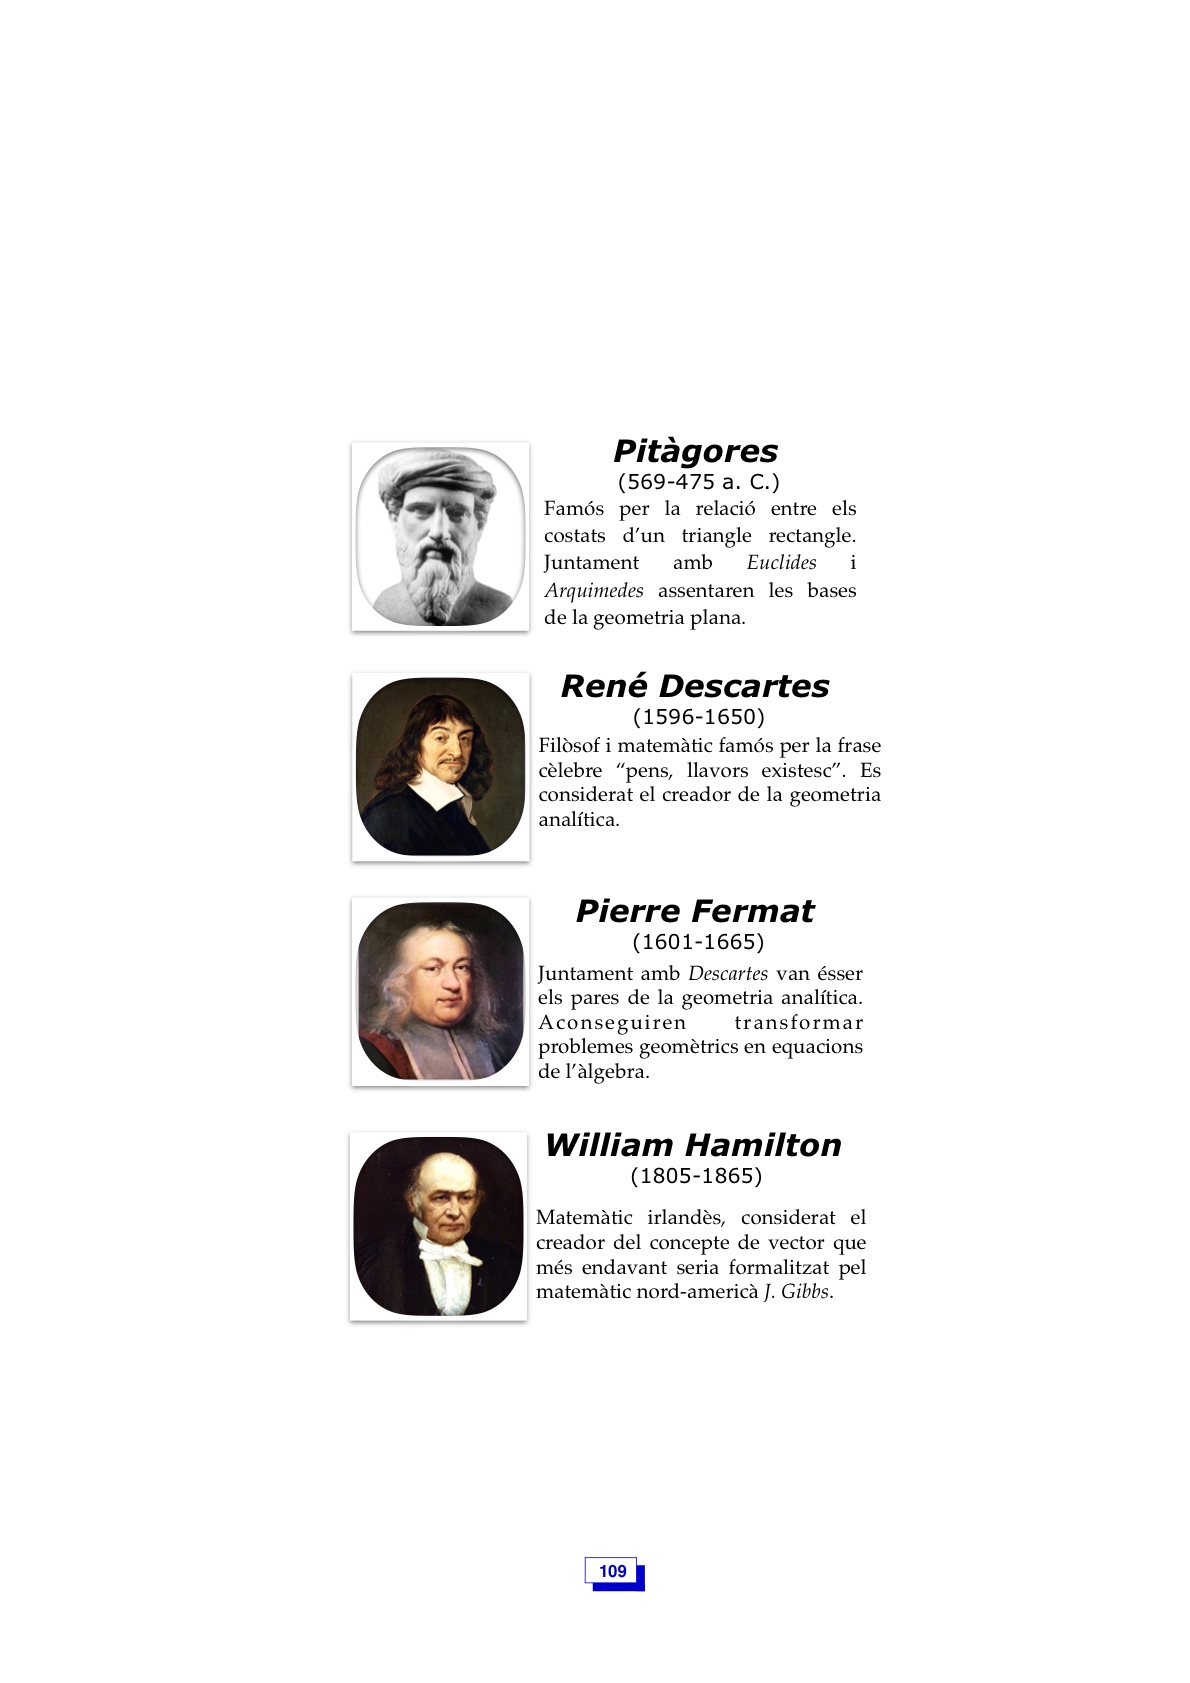 Pitàgores
(569-475 a. C.)
Famós per la relació entre els
costats d’un triangle rectangle.
Juntament amb Euclides i
Arquimedes assentaren les bases
de la geometria plana.
René Descartes
(1596-1650)
Filòsof i matemàtic famós per la frase
cèlebre “pens, llavors existesc”. Es
considerat el creador de la geometria
analítica.
Pierre Fermat
(1601-1665)
Juntament amb Descartes van ésser
els pares de la geometria analítica.
Aconseguiren transformar
problemes geomètrics en equacions
de l’àlgebra.
William Hamilton
(1805-1865)
Matemàtic irlandès, considerat el
creador del concepte de vector que
més endavant seria formalitzat pel
matemàtic nord-americà J. Gibbs.
109